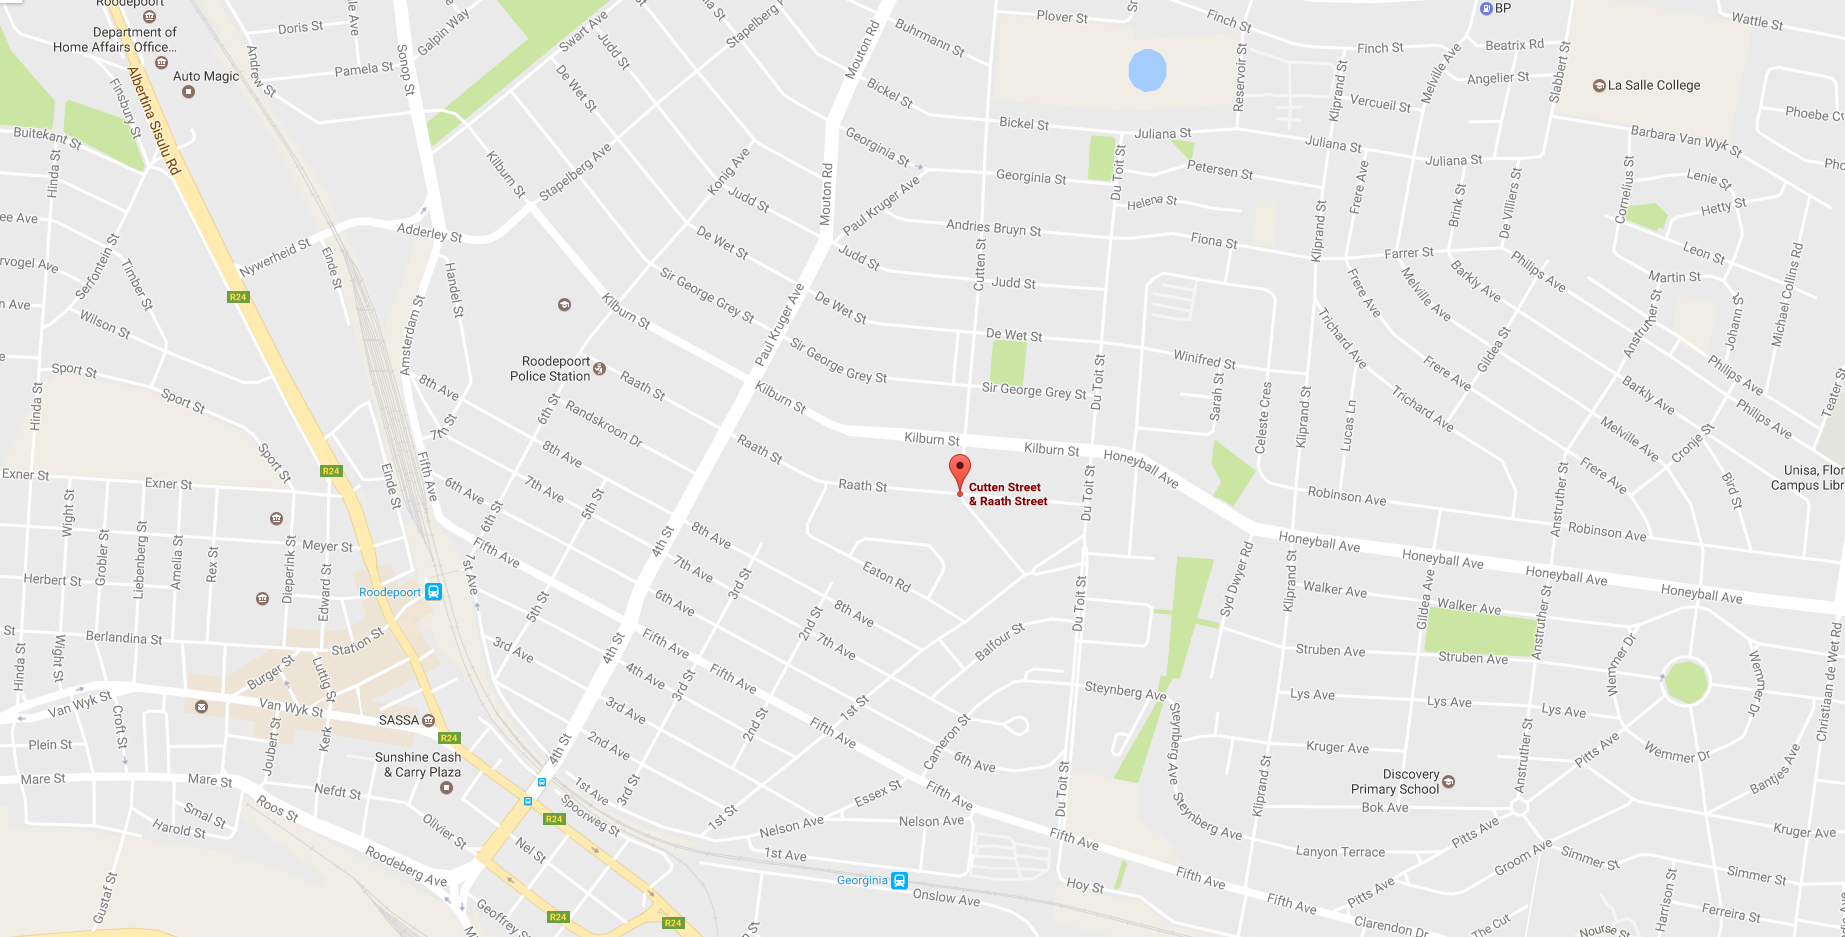 Roodepoort
Department of
Home Affairs Office...
Auto Magic
Doris St
Pamela St
Andrew St
Sonop St
Galpin Way
Swart Ave
Judd St
De Wet St
Stapelberg
Mouton Rd
Buhrmann St
Plover St
Finch St
Finch St
BP
Beatrix Rd
Angelier St
Wattle St
La Salle College
Slabbert St
Melville Ave
Kliprand St
Reservoir St
Vercueil St
Phoebe
Albertina Sisulu Rd
Finsbury St
Buitekant St
Hinda St
Bickel St
Bickel St
Juliana St
Juliana St
Juliana St
Barbara Van Wyk St
Georginia St
Georginia St
Petersen St
Helena St
Du Toit St
Frere Ave
Brink St
De Villiers St
Cornelius St
Lenie St
Hetty St
Leon St
Martin St
Kilburn St
Stapelberg Ave
Konig Ave
Judd St
Mouton Rd
Paul Kruger Ave
Andries Bruyn St
Fiona St
Kliprand St
Farrer St
Philips Ave
Barkly Ave
Melville Ave
Frere Ave
Michael Collins Rd
Johann St
Anstruther St
Adderley St
Nywerheid St
Einde St
Handel St
Serfontein St
Timber St
Wilson St
R24
De Wet St
Sir George Grey St
Kilburn St
Paul Kruger Ave
Judd St
De Wet St
Judd St
Cutten St
De Wet St
Winifred St
Trichard Ave
Gildea St
Frere Ave
Philips Ave
Barkly Ave
Philips Ave
Teater St
Amsterdam St
Roodepoort
Police Station
Raath St
Sir George Grey St
Sir George Grey St
Du Toit St
Sarah St
Celeste Cres
Kliprand St
Lucas Ln
Trichard Ave
Melville Ave
Cronje St
Frere Ave
Bird St
Sport St
Sport St
Hinda St
Sport St
8th Ave
7th St
6th St
Randskroon Dr
8th Ave
Kilburn St
Kilburn St
Kilburn St
Honeyball Ave
Raath St
Raath St
Cutten Street
& Raath Street
Du Toit St
Robinson Ave
Robinson Ave
Anstruther St
Unisa, Flor
Campus Libr
Exner St
Exner St
R24
Einde St
Fifth Ave
6th Ave
6th St
5th St
Wight St
Grobler St
Liebenberg St
Amelia St
Rex St
Dieperink St
Edward St
Meyer St
Herbert St
Roodepoort
1st Ave
Fifth Ave
4th St
8th Ave
7th Ave
3rd St
6th Ave
Eaton Rd
8th Ave
7th Ave
2nd St
5th St
Honeyball Ave
Honeyball Ave
Honeyball Ave
Honeyball Ave
Syd Dwyer Rd
Kliprand St
Walker Ave
Gildea Ave
Walker Ave
Anstruther St
Struben Ave
Struben Ave
Wemmer Dr
Wemmer Dr
Christiaan de Wet Rd
Berlandina St
Station St
Burger St
Luttig St
Hinda St
Wight St
Van Wyk St
Van Wyk St
Croft St
Plein St
Joubert St
Kerk St
SASSA
R24
3rd Ave
4th St
Fifth Ave
4th Ave
Fifth Ave
3rd St
3rd Ave
2nd St
2nd Ave
Balfour St
Du Toit St
1st St
Fifth Ave
Cameron St
Steynberg Ave
Steynberg Ave
Lys Ave
Lys Ave
Lys Ave
Kruger Ave
Wemmer Dr
Pitts Ave
Anstruther St
Bantjes Ave
Sunshine Cash
& Carry Plaza
Mare St
Mare St
Nefdt St
Roos St
Smal St
Harold St
Olivier St
Nel St
4th St
1st Ave
3rd St
Spoorweg St
R24
1st St
Nelson Ave
Essex St
Nelson Ave
Fifth Ave
6th Ave
Du Toit St
Steynberg Ave
Kliprand St
Discovery
Primary School
Bok Ave
Pitts Ave
Kruger Ave
Lanyon Terrace
Groom Ave
Simmer St
Simmer St
Roodeberg Ave
Gustaf St
Geoffrey St
R24
R24
1st Ave
Georginia
Onslow Ave
Fifth Ave
Hoy St
Fifth Ave
Fifth Ave
Pitts Ave
Clarendon Dr
The Cut
Nourse St
Harrison St
Ferreira St